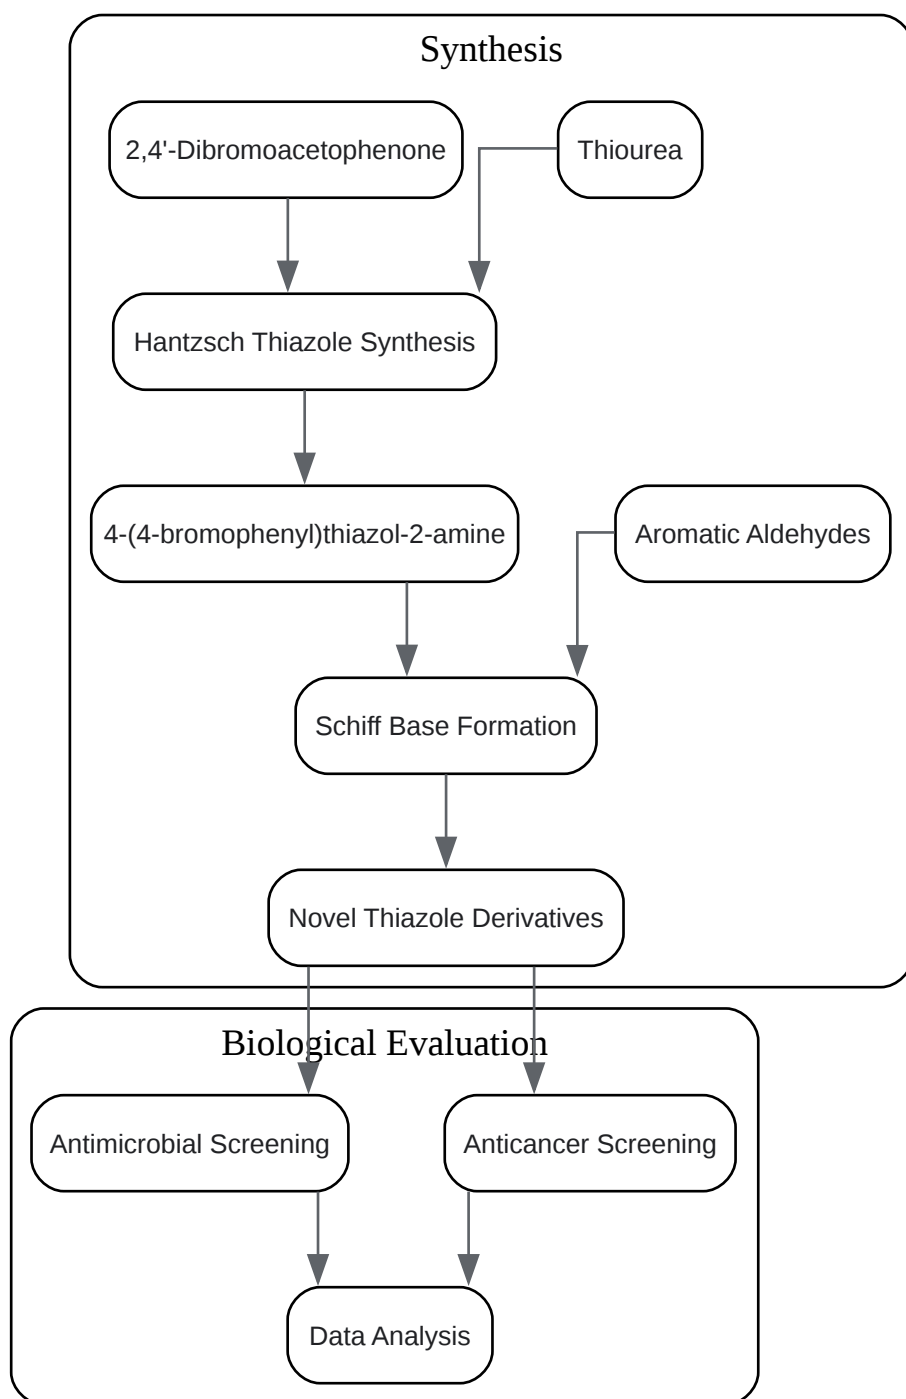 Synthesis
2,4'-Dibromoacetophenone
Thiourea
Hantzsch Thiazole Synthesis
4-(4-bromophenyl)thiazol-2-amine
Aromatic Aldehydes
Schiff Base Formation
Novel Thiazole Derivatives
Biological Evaluation
Antimicrobial Screening
Anticancer Screening
Data Analysis